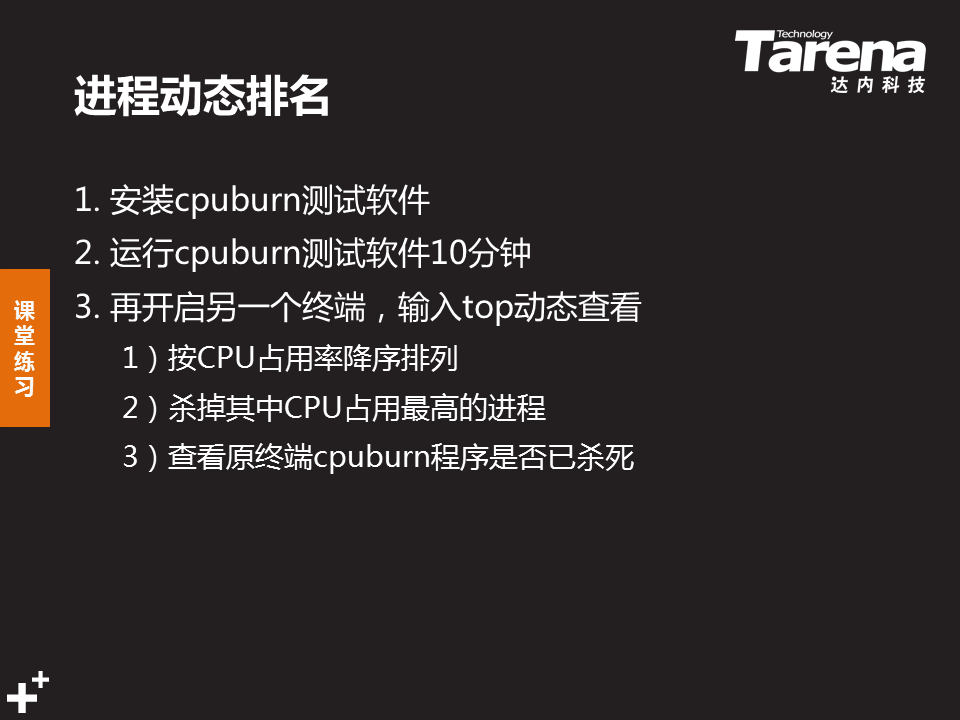 Technology
Tarena
达内科技
进程动态排名
1. 安装cpuburn测试软件
2. 运行cpuburn测试软件10分钟
3. 再开启另一个终端，输入top动态查看
1）按CPU占用率降序排列
2）杀掉其中CPU占用最高的进程
3）查看原终端cpuburn程序是否已杀死
课
堂
练
习